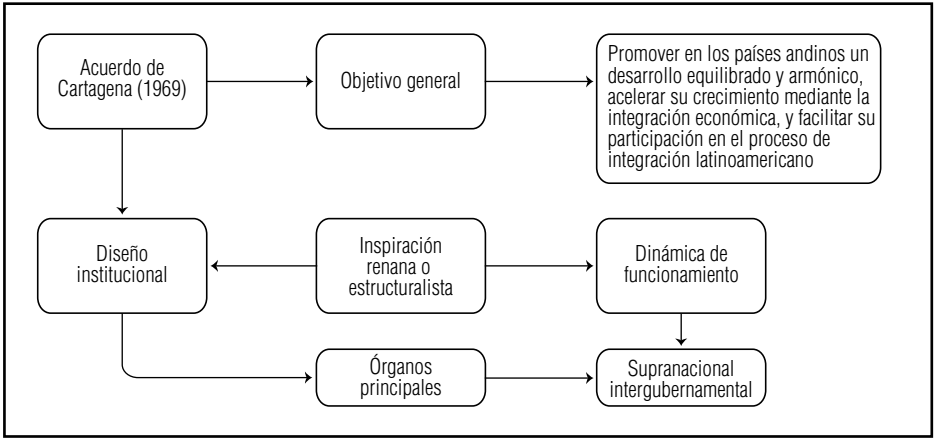 Acuerdo de
Cartagena (1969)
Objetivo general
Promover en los países andinos un
desarrollo equilibrado y armónico,
acelerar su crecimiento mediante la
integración económica, y facilitar su
participación en el proceso de
integración latinoamericano
Diseño
institucional
Inspiración
renana o
estructuralista
Dinámica de
funcionamiento
Órganos
principales
Supranacional
intergubernamental